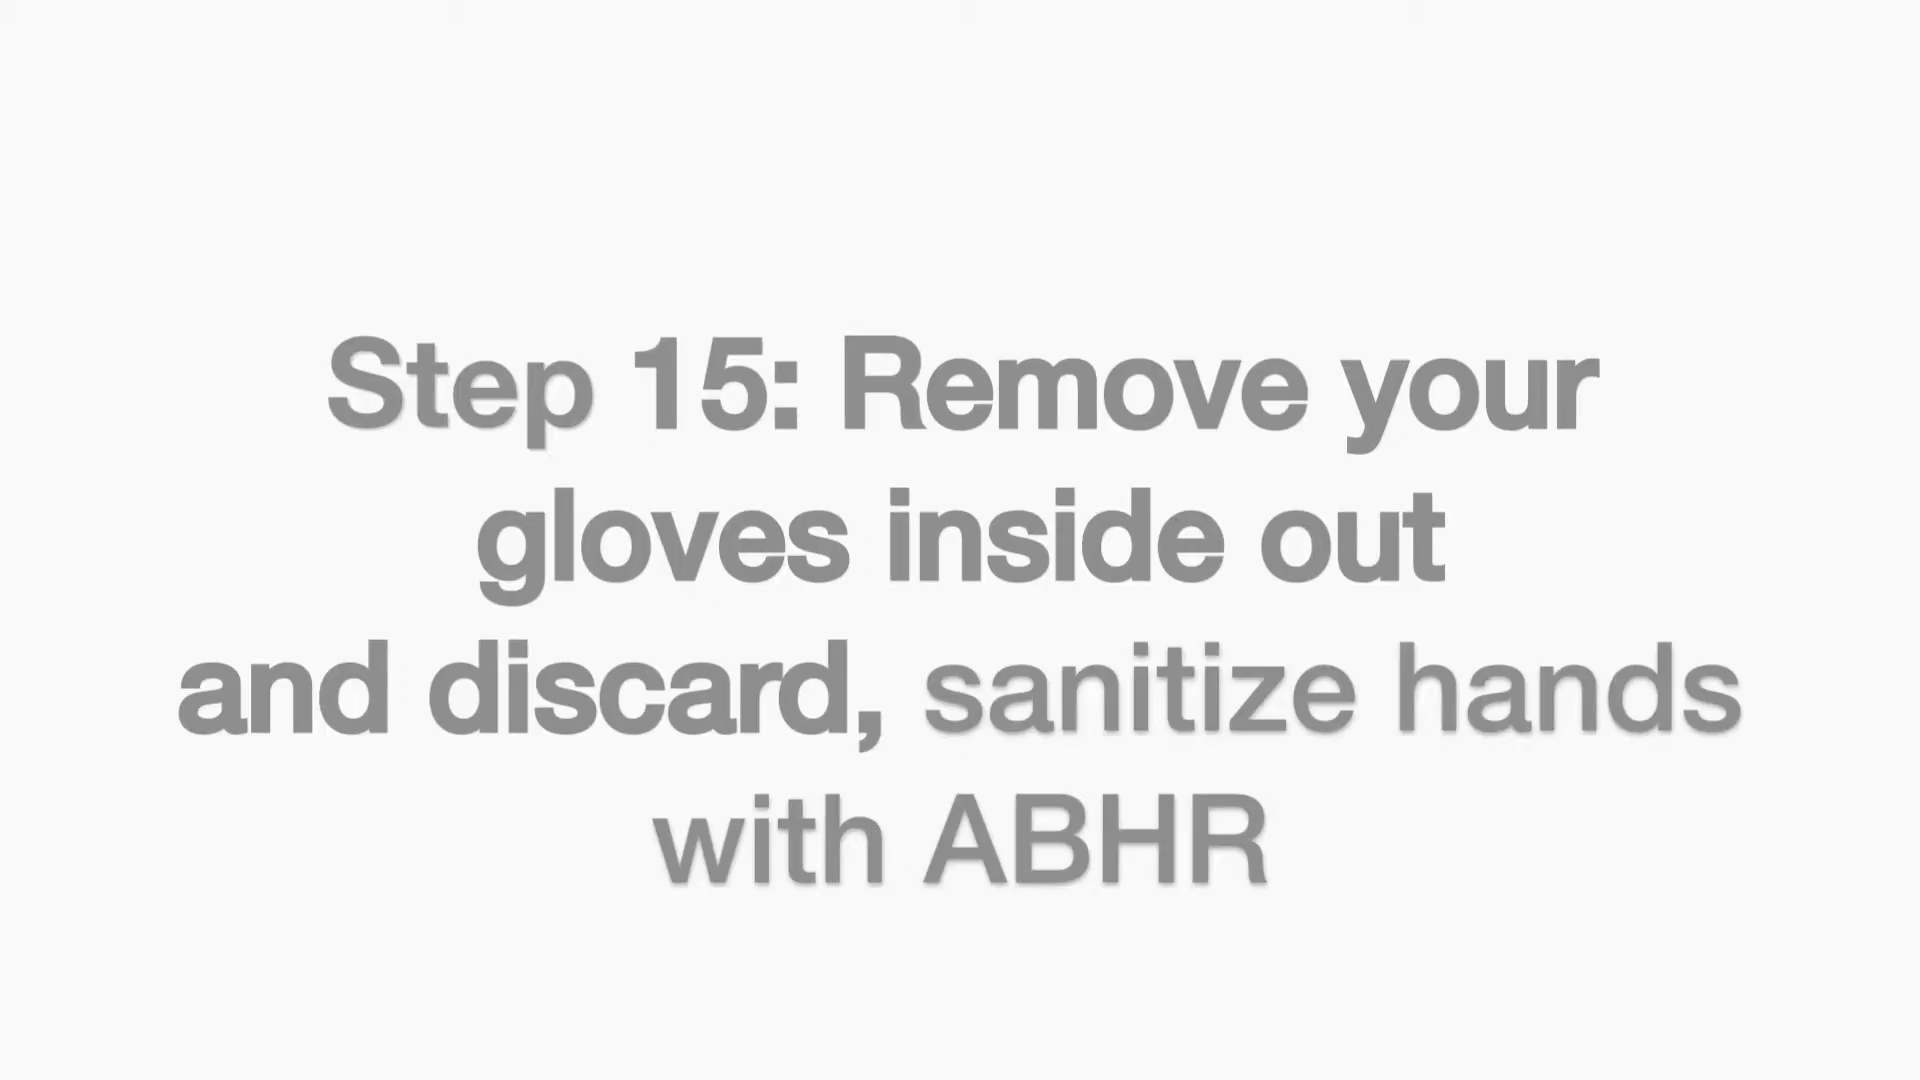 Step 15: Remove your
gloves inside out
and discard, sanitize hands
with ABHR